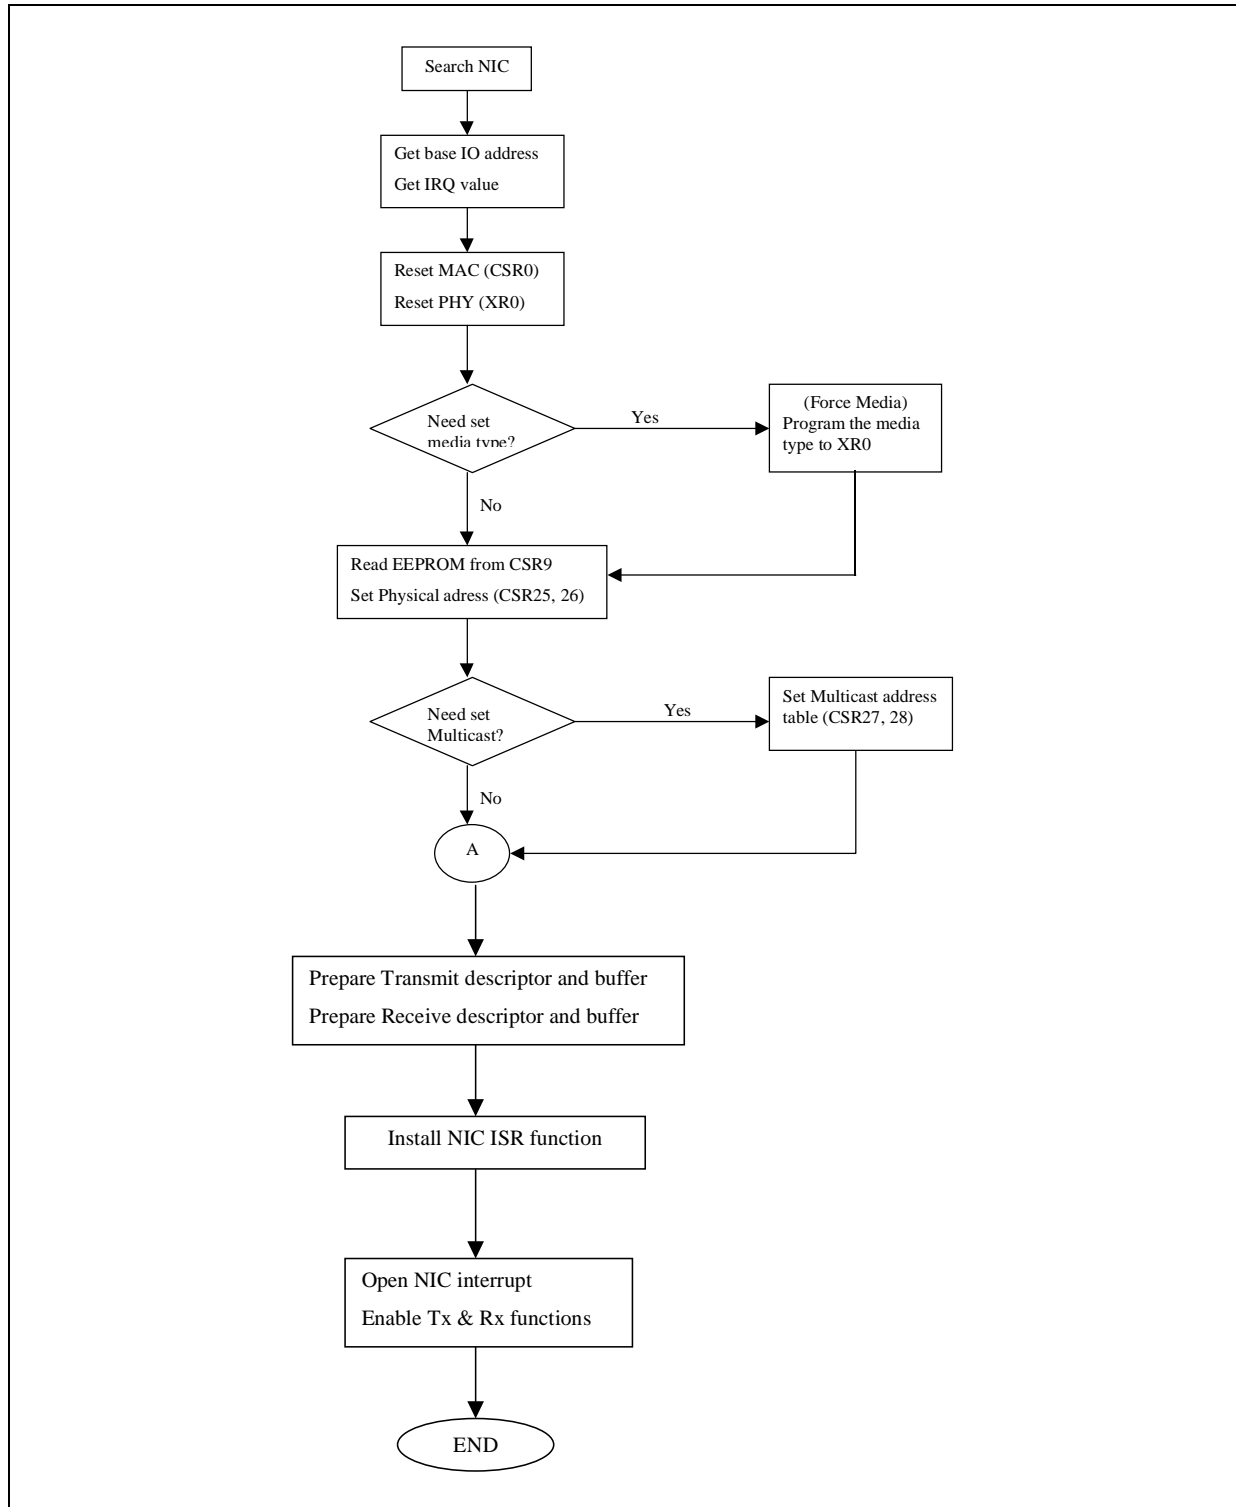 Search NIC
Get base IO address
Get IRQ value
Reset MAC (CSR0)
Reset PHY (XR0)
Need set
media type?
Yes
(Force Media)
Program the media
type to XR0
No
Read EEPROM from CSR9
Set Physical adress (CSR25, 26)
Need set
Multicast?
Yes
Set Multicast address
table (CSR27, 28)
No
A
Prepare Transmit descriptor and buffer
Prepare Receive descriptor and buffer
Install NIC ISR function
Open NIC interrupt
Enable Tx & Rx functions
END